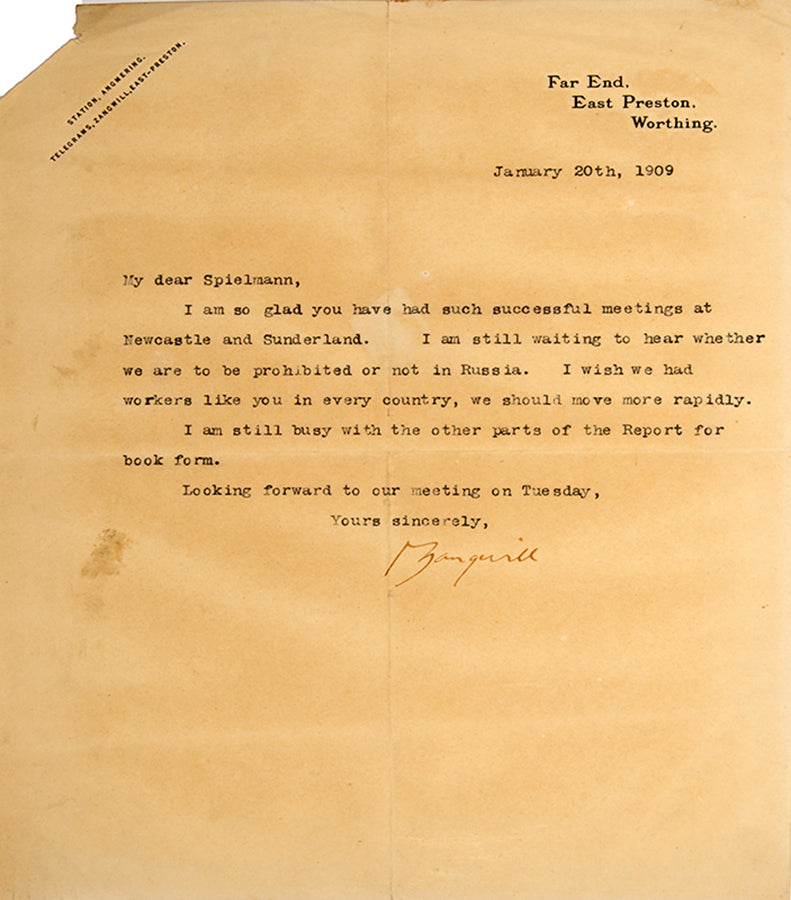 STATION, ANGMERING.
TELEGRAMS, ZANGWILL, EAST-PRESTON.
Far End,
East Preston.
Worthing.
January 20th, 1909
My dear Spielmann,
I am so glad you have had such successful meetings at
Newcastle and Sunderland. I am still waiting to hear whether
we are to be prohibited or not in Russia. I wish we had
workers like you in every country, we should move more rapidly.
I am still busy with the other parts of the Report for
book form.
Looking forward to our meeting on Tuesday,
Yours sincerely,
I Zangwill